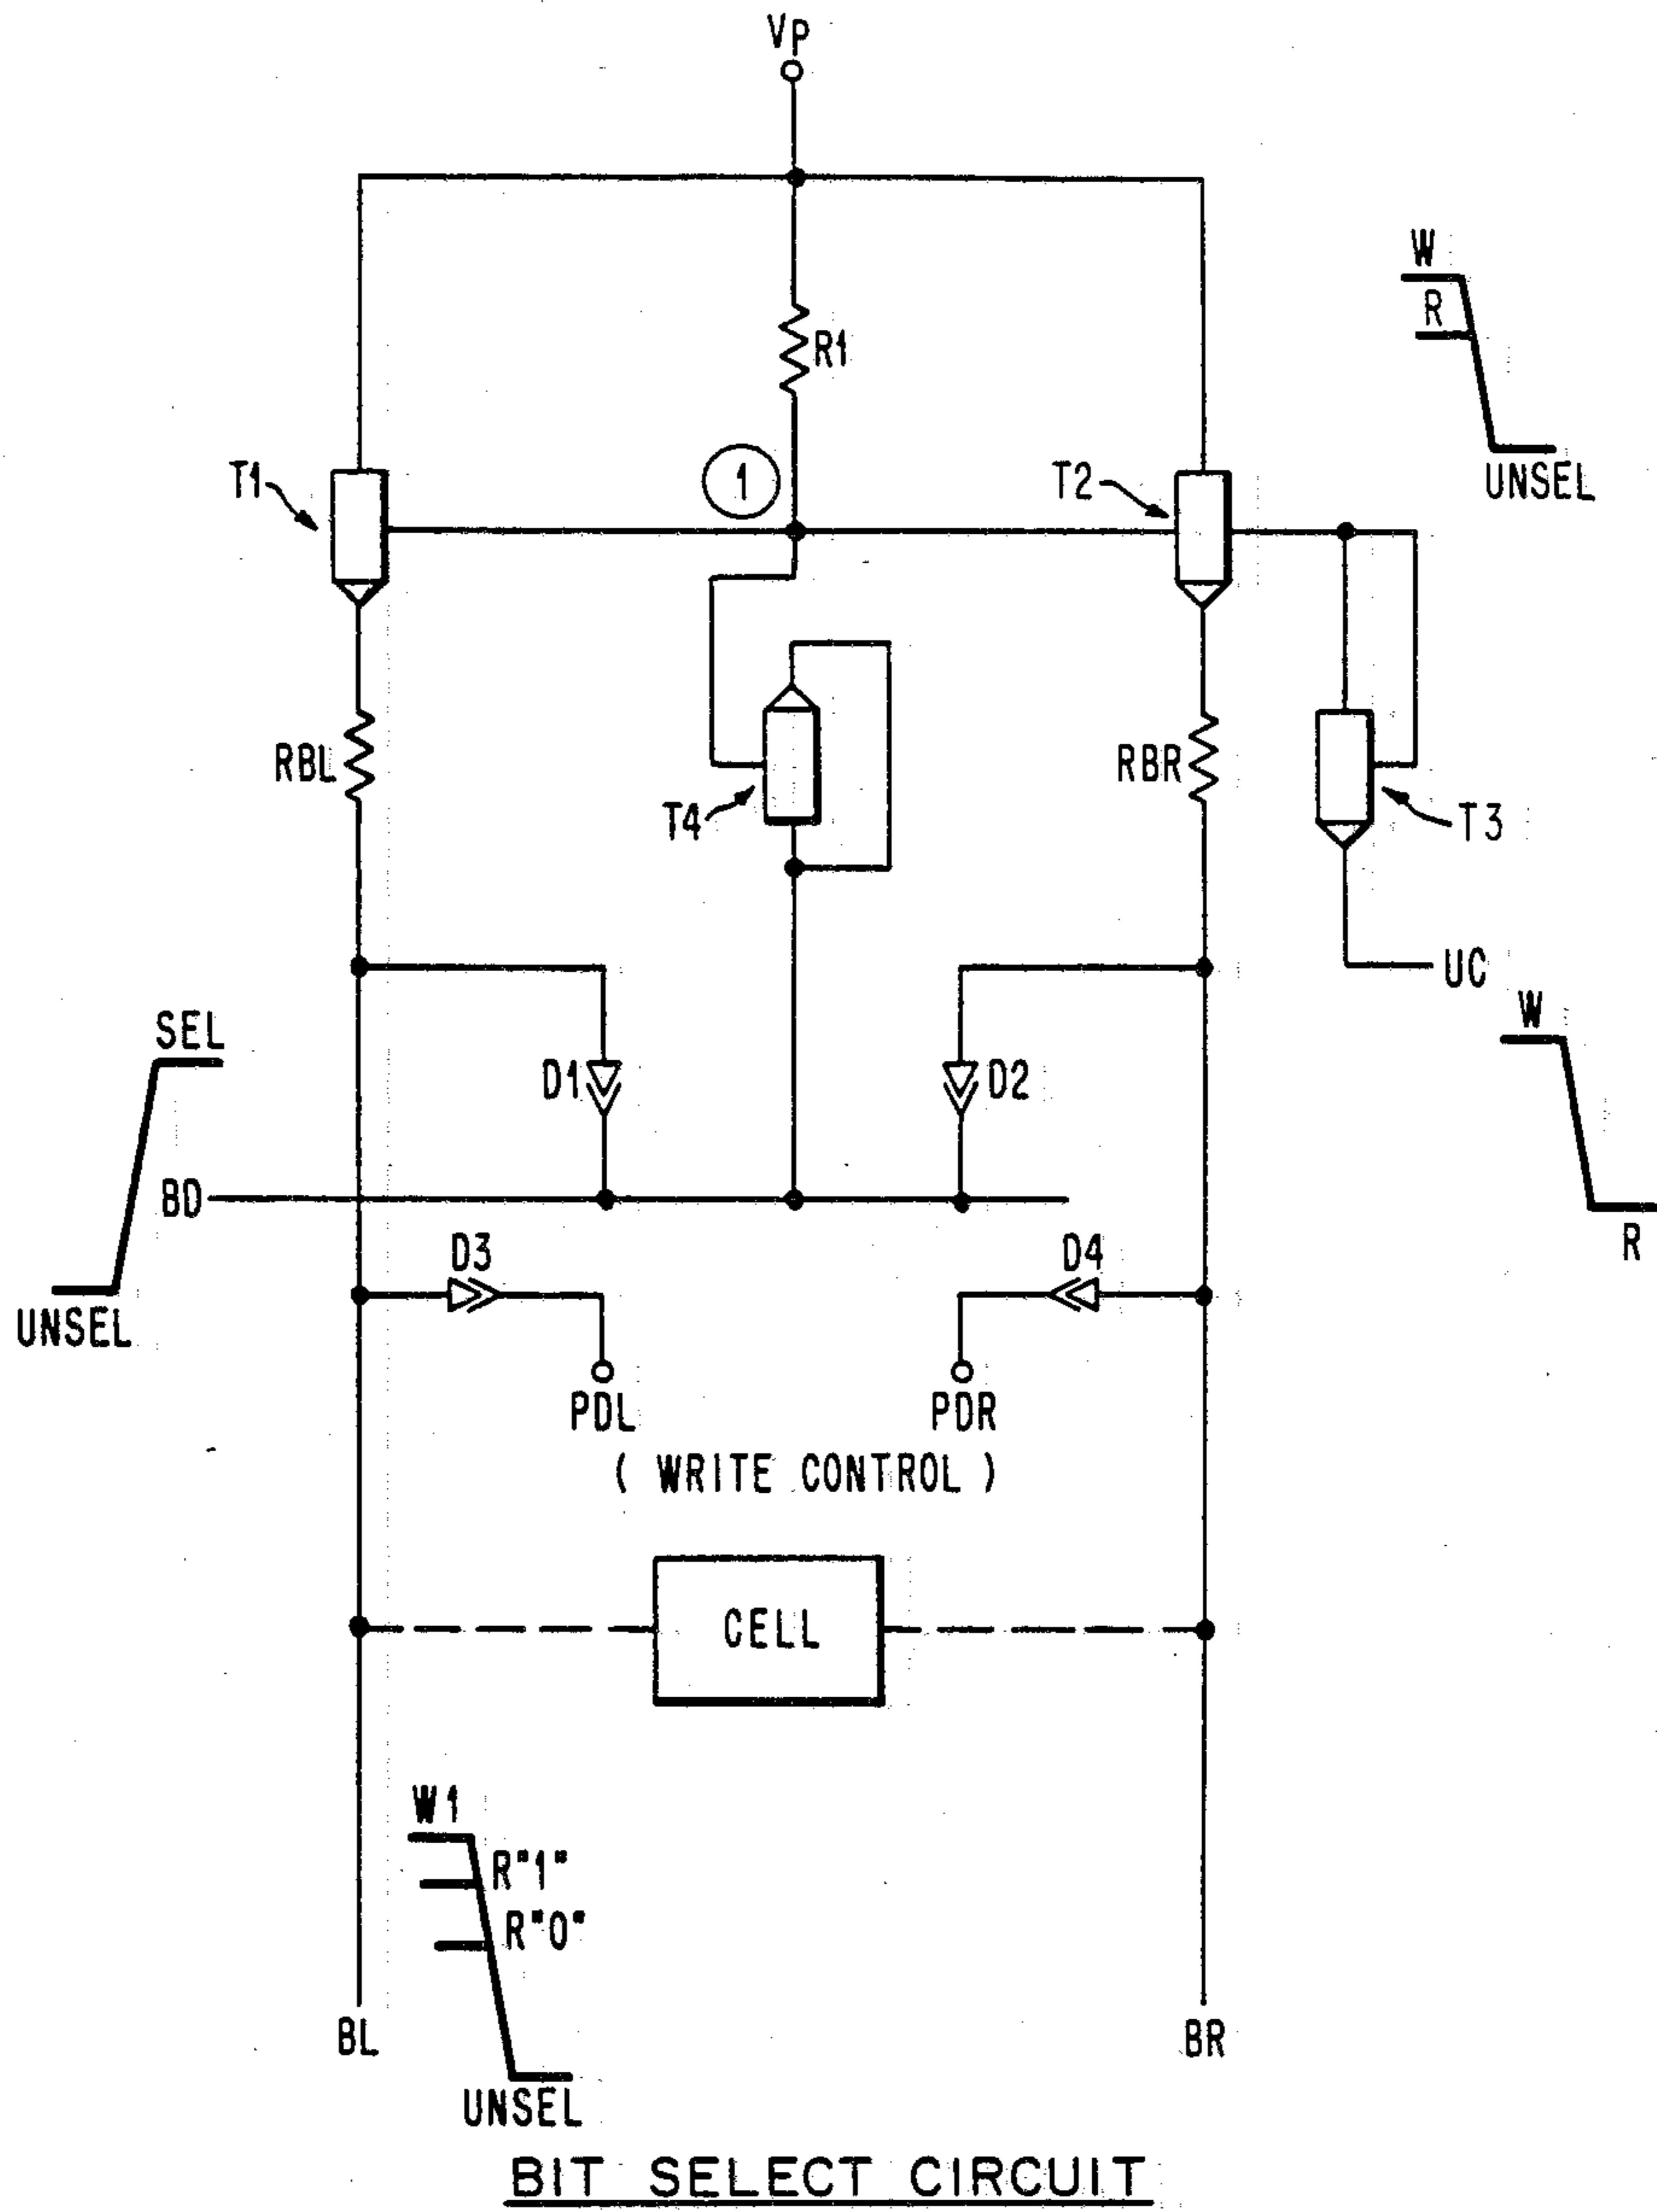 VP
W
R
R1
UNSEL
1
T1
T2
RBL
RBR
T4
T3
UC
SEL
W
D1
D2
BD
D3
D4
R
UNSEL
PDL
PDR
( WRITE CONTROL )
CELL
W1
R"1"
R"0"
BL
BR
UNSEL
BIT SELECT CIRCUIT